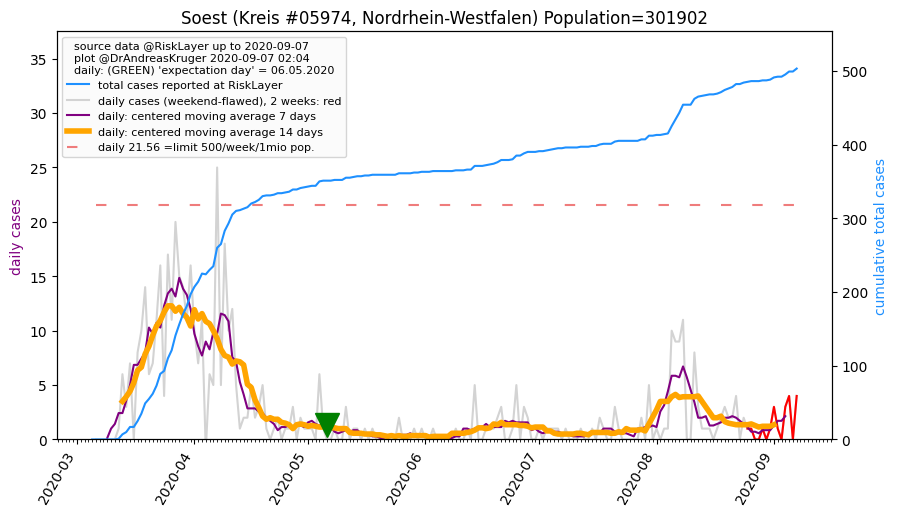 Soest (Kreis #05974, Nordrhein-Westfalen) Population=301902
source data @RiskLayer up to 2020-09-07
plot @DrAndreasKruger 2020-09-07 02:04
daily: (GREEN) 'expectation day' = 06.05.2020
total cases reported at RiskLayer
daily cases (weekend-flawed), 2 weeks: red
daily: centered moving average 7 days
daily: centered moving average 14 days
daily 21.56 =limit 500/week/1mio pop.
daily cases
35
30
25
20
15
10
5
0
cumulative total cases
500
400
300
200
100
0
2020-03
2020-04
2020-05
2020-06
2020-07
2020-08
2020-09